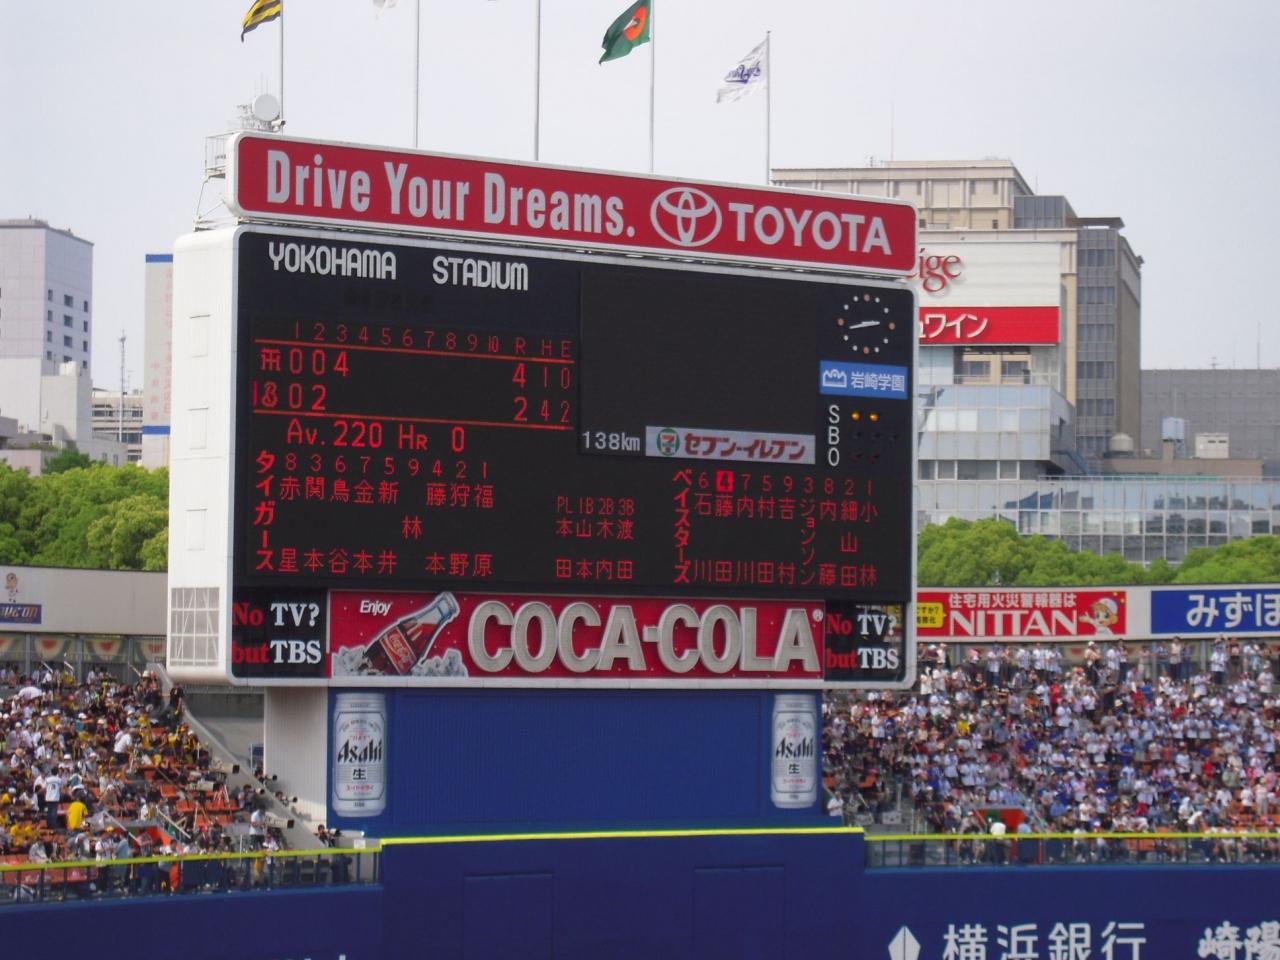 Drive Your Dreams. TOYOTA
YOKOHAMA STADIUM
1 2 3 4 5 6 7 8 9 10 R H E
0 0 4 4 1 0
0 2 2 4 2
Av. 220 HR 0
138km
セブン-イレブン
岩崎学園
S
B
O
タイガース
8 3 6 7 5 9 4 2 1
赤 関 鳥 金 新 藤 狩 福
林
星 本 谷 本 井 本 野 原
PL 1B 2B 3B
本 山 木 渡
田 本 内 田
ベイスターズ
6 4 7 5 9 3 8 2 1
石 藤 内 村 吉 ジョンソン 内 細 小
山
川 田 川 田 村 藤 田 林
No TV?
but TBS
Enjoy
COCA-COLA®
No TV?
but TBS
Asahi
生
Asahi
生
ワイン
住宅用火災警報器は
NITTAN
みずほ
横浜銀行
崎陽